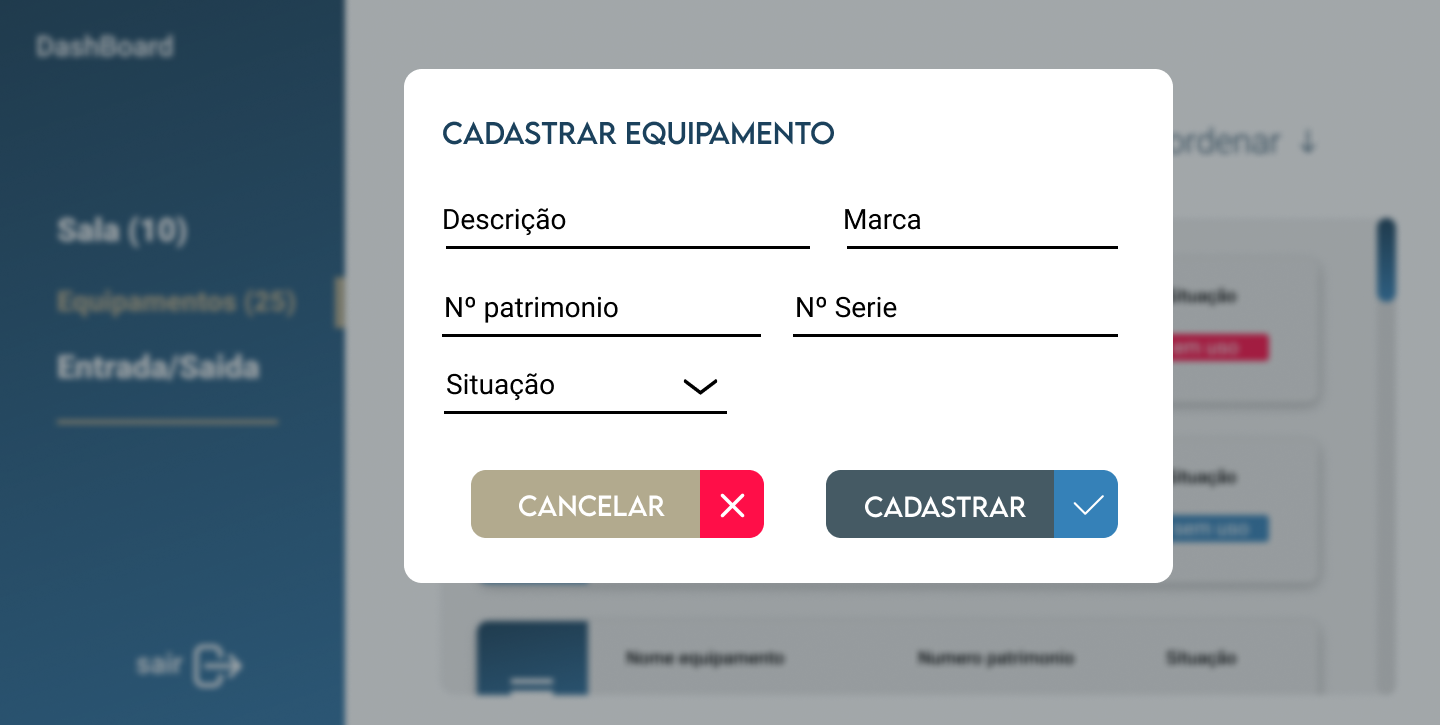 DashBoard
ordenar
CADASTRAR EQUIPAMENTO
Sala (10)
Equipamentos (25)
Entrada/Saida
sair
Descrição
Marca
Nº patrimonio
Nº Serie
Situação
CANCELAR
CADASTRAR
Situação
em uso
Situação
sem uso
Nome equipamento
Numero patrimonio
Situação